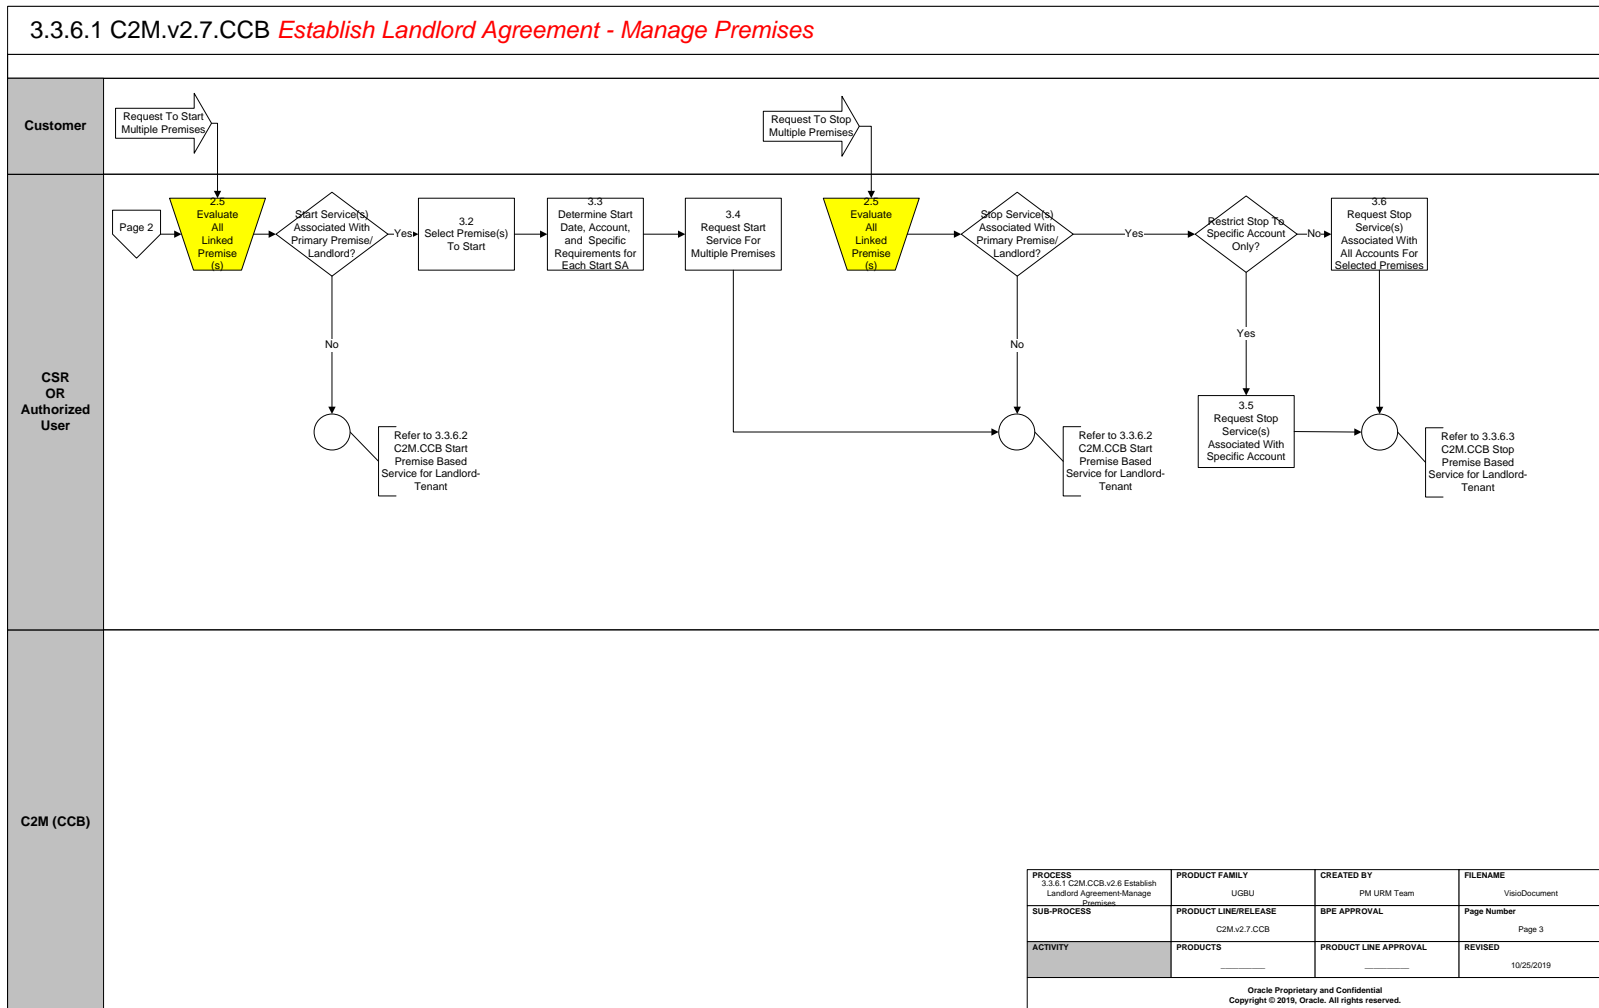 3.3.6.1 C2M.v2.7.CCB Establish Landlord Agreement - Manage Premises
Customer
Request To Start
Multiple Premises
Request To Stop
Multiple Premises
CSR
OR
Authorized
User
Page 2
2.5
Evaluate
All
Linked
Premise
(s)
Start Service(s)
Associated With
Primary Premise/
Landlord?
Yes
No
3.2
Select Premise(s)
To Start
3.3
Determine Start
Date, Account,
and Specific
Requirements for
Each Start SA
3.4
Request Start
Service For
Multiple Premises
2.5
Evaluate
All
Linked
Premise
(s)
Stop Service(s)
Associated With
Primary Premise/
Landlord?
Yes
No
Restrict Stop To
Specific Account
Only?
No
Yes
3.6
Request Stop
Service(s)
Associated With
All Accounts For
Selected Premises
3.5
Request Stop
Service(s)
Associated With
Specific Account
Refer to 3.3.6.2
C2M.CCB Start
Premise Based
Service for Landlord-
Tenant
Refer to 3.3.6.2
C2M.CCB Start
Premise Based
Service for Landlord-
Tenant
Refer to 3.3.6.3
C2M.CCB Stop
Premise Based
Service for Landlord-
Tenant
C2M (CCB)
PROCESS
3.3.6.1 C2M.CCB.v2.6 Establish
Landlord Agreement-Manage
Premises
PRODUCT FAMILY
UGBU
CREATED BY
PM URM Team
FILENAME
VisioDocument
SUB-PROCESS
PRODUCT LINE/RELEASE
C2M.v2.7.CCB
BPE APPROVAL
Page Number
Page 3
ACTIVITY
PRODUCTS
PRODUCT LINE APPROVAL
REVISED
10/25/2019
Oracle Proprietary and Confidential
Copyright © 2019, Oracle. All rights reserved.